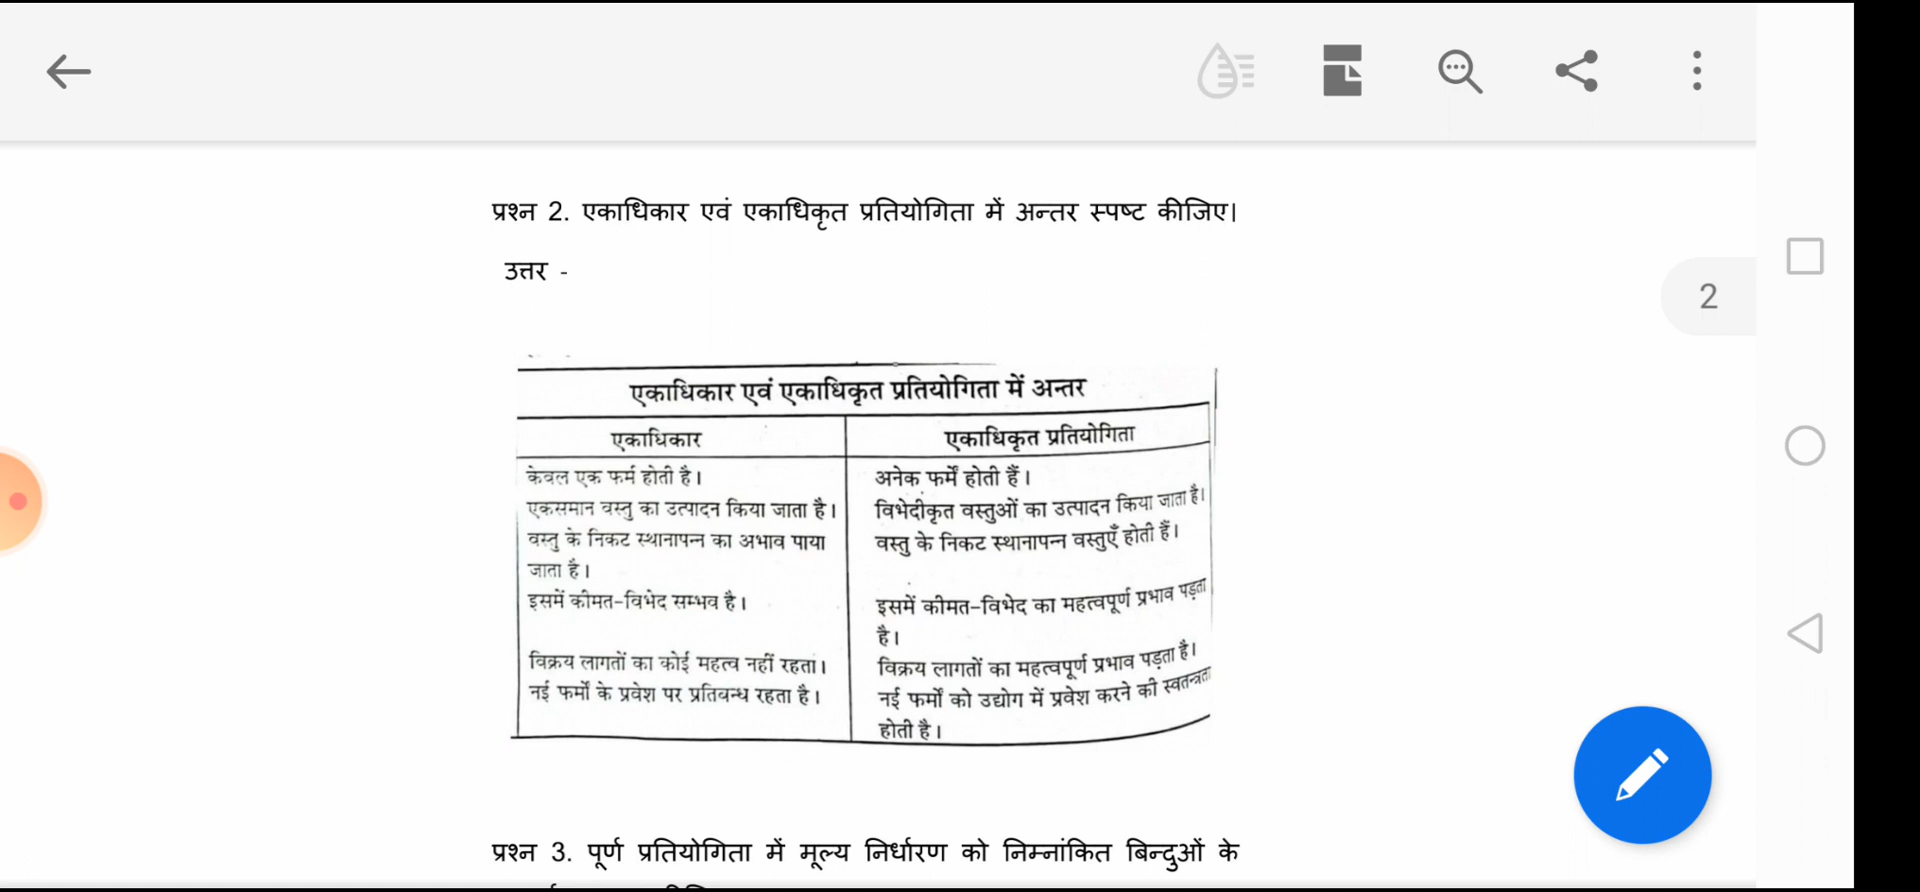 प्रश्न 2. एकाधिकार एवं एकाधिकृत प्रतियोगिता में अन्तर स्पष्ट कीजिए।
उत्तर -
2
एकाधिकार एवं एकाधिकृत प्रतियोगिता में अन्तर
एकाधिकार
केवल एक फर्म होती है।
एकसमान वस्तु का उत्पादन किया जाता है।
वस्तु के निकट स्थानापन्न का अभाव पाया
जाता है।
इसमें कीमत-विभेद सम्भव है।
विक्रय लागतों का कोई महत्व नहीं रहता।
नई फर्मों के प्रवेश पर प्रतिबन्ध रहता है।
एकाधिकृत प्रतियोगिता
अनेक फर्में होती हैं।
विभेदीकृत वस्तुओं का उत्पादन किया जाता है।
वस्तु के निकट स्थानापन्न वस्तुएँ होती हैं।
इसमें कीमत-विभेद का महत्वपूर्ण प्रभाव पड़ता
है।
विक्रय लागतों का महत्वपूर्ण प्रभाव पड़ता है।
नई फर्मों को उद्योग में प्रवेश करने की स्वतन्त्रता
होती है।
प्रश्न 3. पूर्ण प्रतियोगिता में मूल्य निर्धारण को निम्नांकित बिन्दुओं के